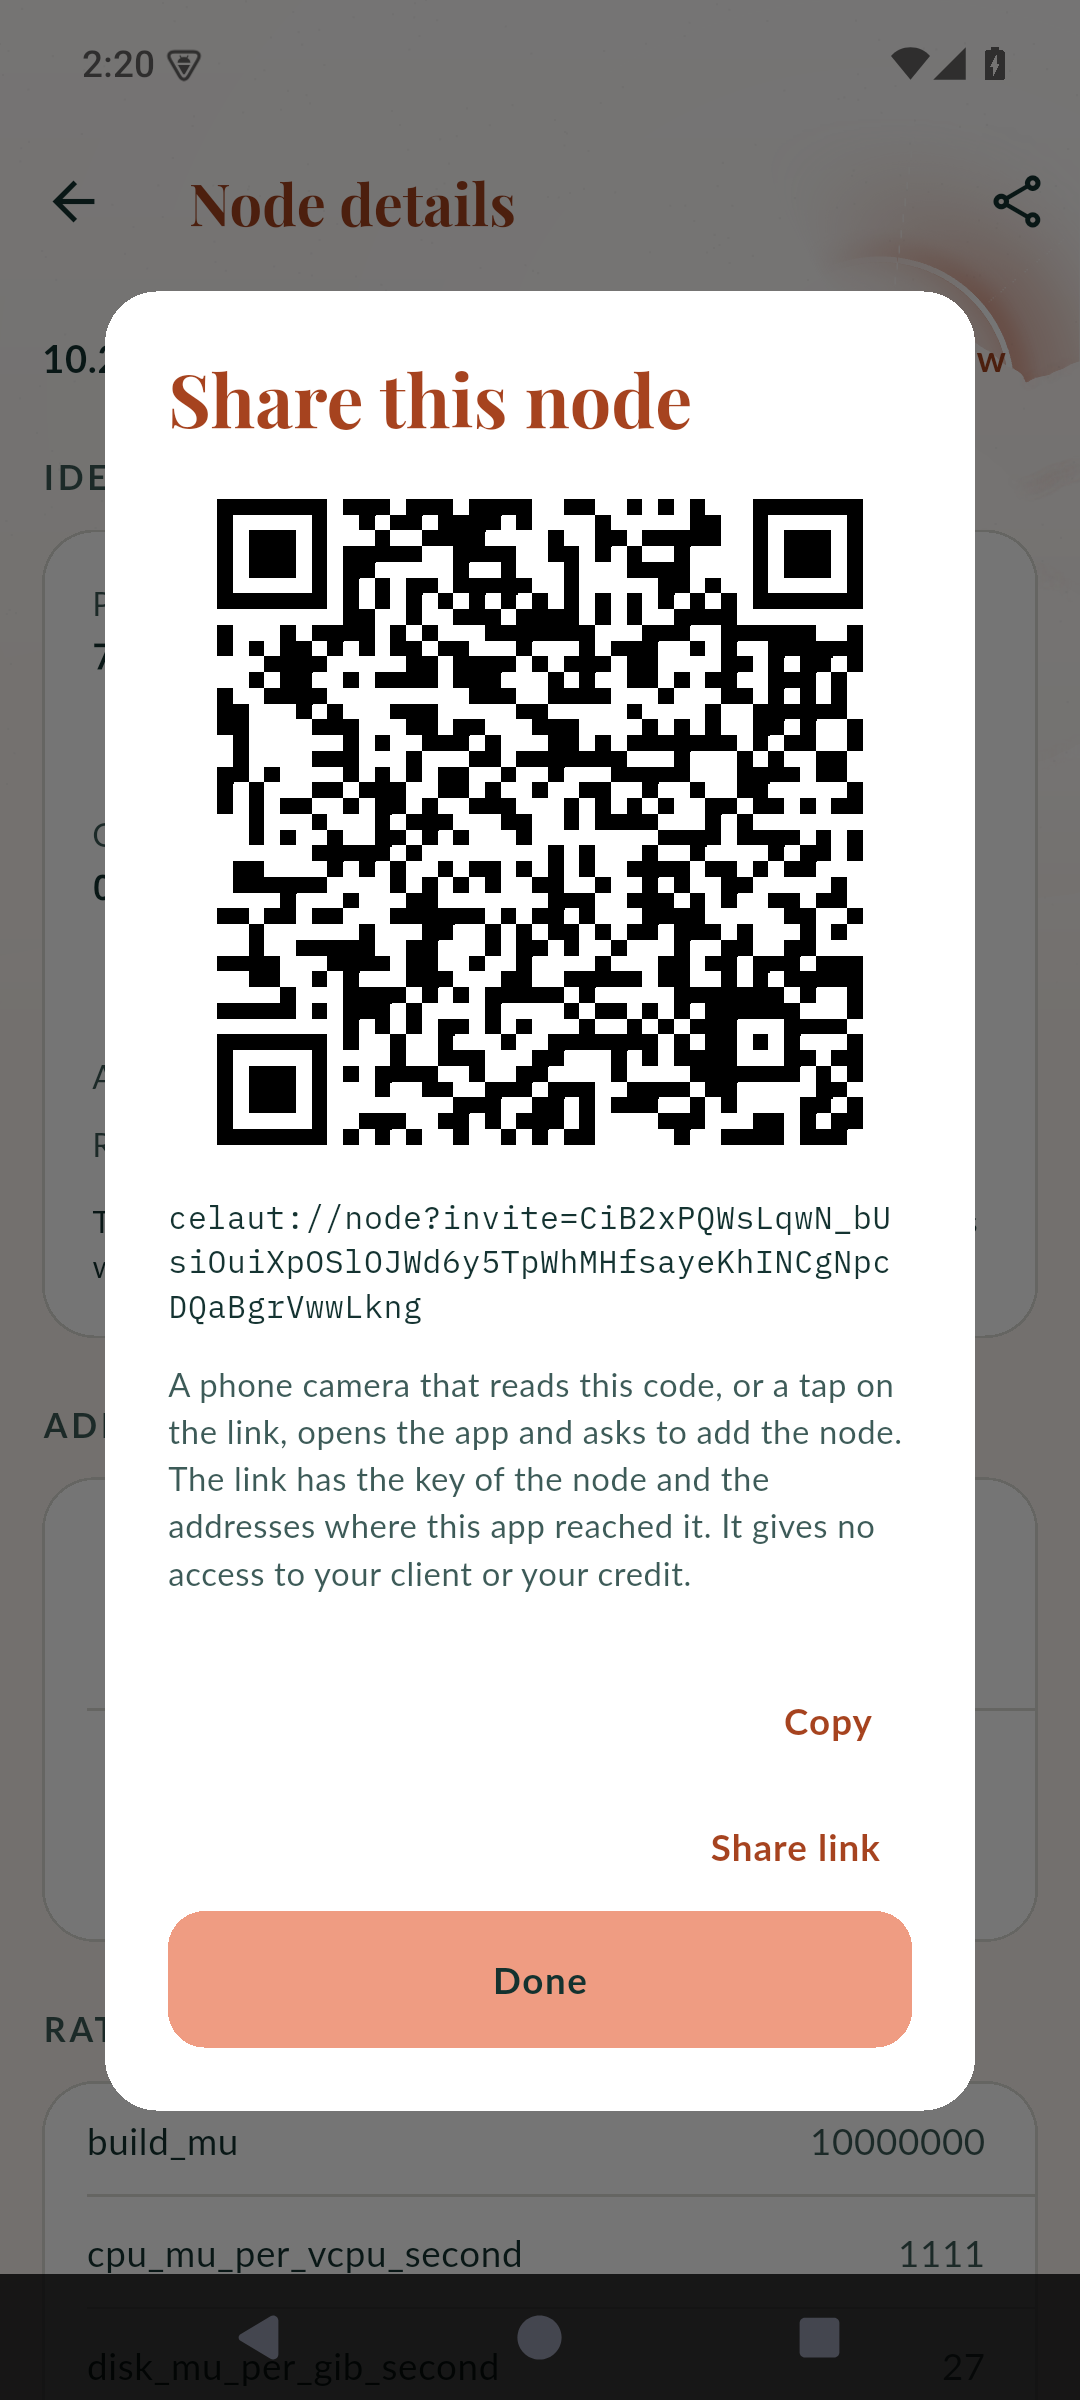 2:20
Node details
10.2
w
Share this node
IDE
celaut://node?invite=CiB2xPQWsLqwN_bU
siOuiXpOSlOJWd6y5TpWhMHfsayeKhINCgNpc
DQaBgrVwwLkng
A phone camera that reads this code, or a tap on
the link, opens the app and asks to add the node.
The link has the key of the node and the
addresses where this app reached it. It gives no
access to your client or your credit.
Copy
Share link
Done
build_mu 10000000
cpu_mu_per_vcpu_second 1111
disk_mu_per_gib_second 27